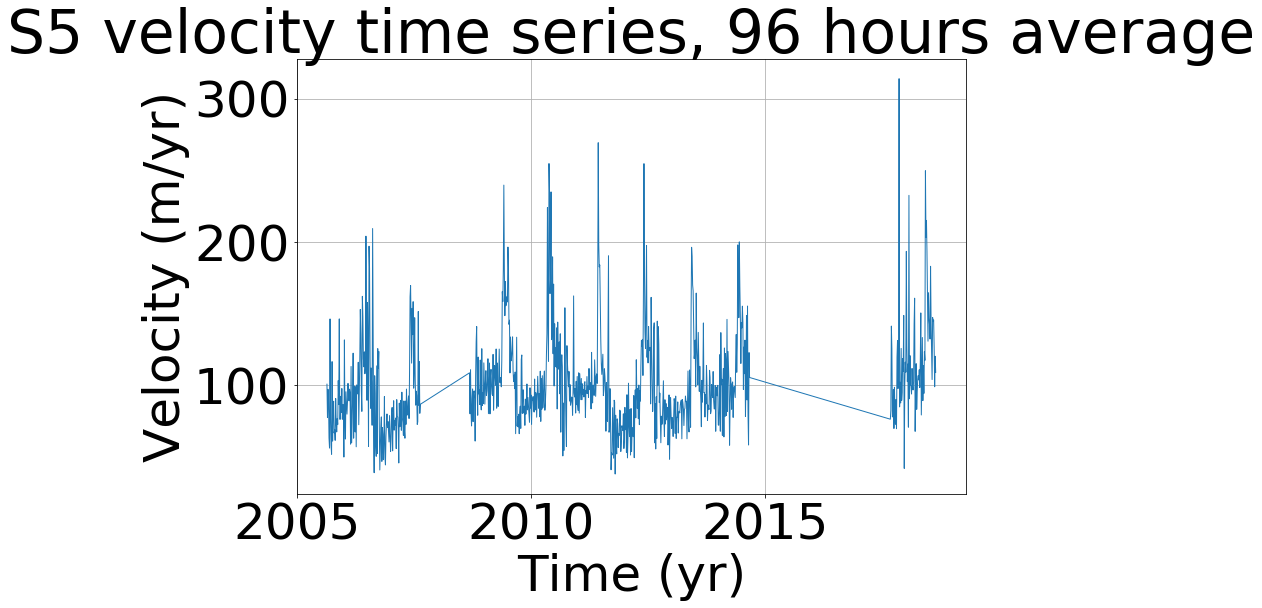 S5 velocity time series, 96 hours average
Velocity (m/yr)
300
200
100
2005 2010 2015
Time (yr)